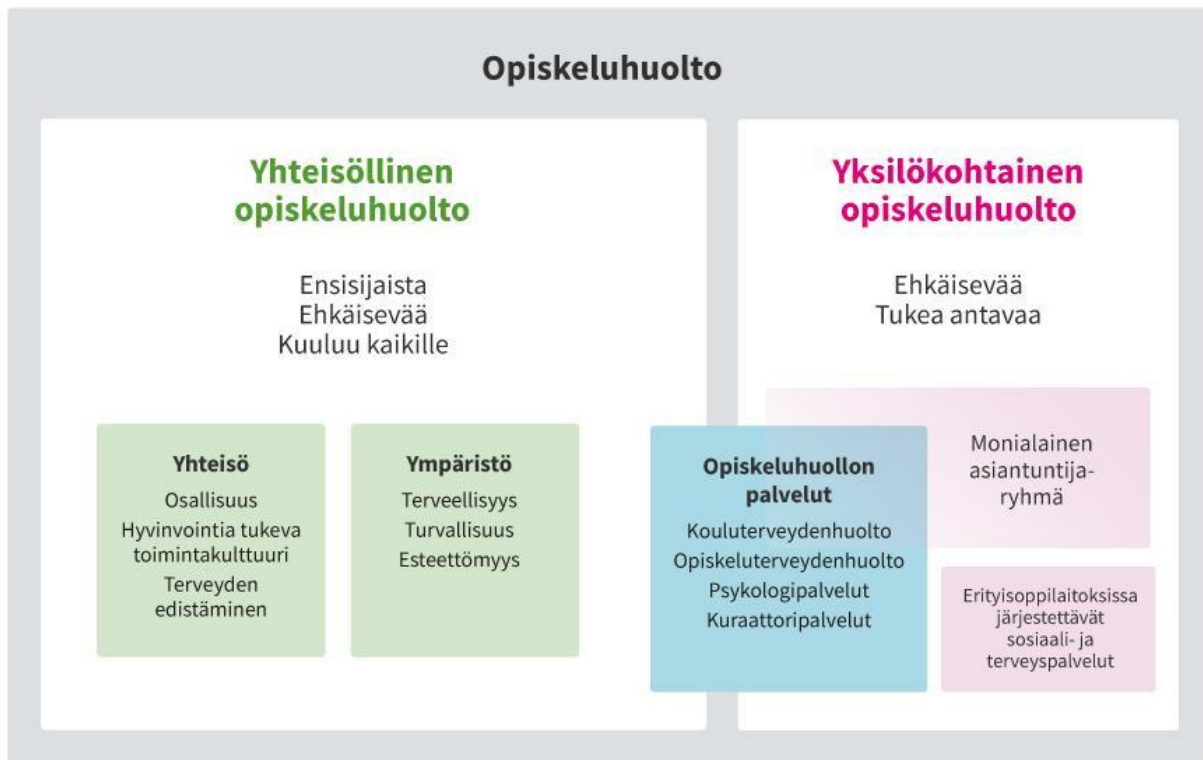 Opiskeluhuolto
Yhteisöllinen
opiskeluhuolto
Ensisijaista
Ehkäisevää
Kuuluu kaikille
Yhteisö
Osallisuus
Hyvinvointia tukeva
toimintakulttuuri
Terveyden
edistäminen
Ympäristö
Terveellisyys
Turvallisuus
Esteettömyys
Opiskeluhuollon
palvelut
Kouluterveydenhuolto
Opiskeluterveydenhuolto
Psykologipalvelut
Kuraattoripalvelut
Yksilökohtainen
opiskeluhuolto
Ehkäisevää
Tukea antavaa
Monialainen
asiantuntija-
ryhmä
Erityisoppilaitoksissa
järjestettävät
sosiaali- ja
terveyspalvelut